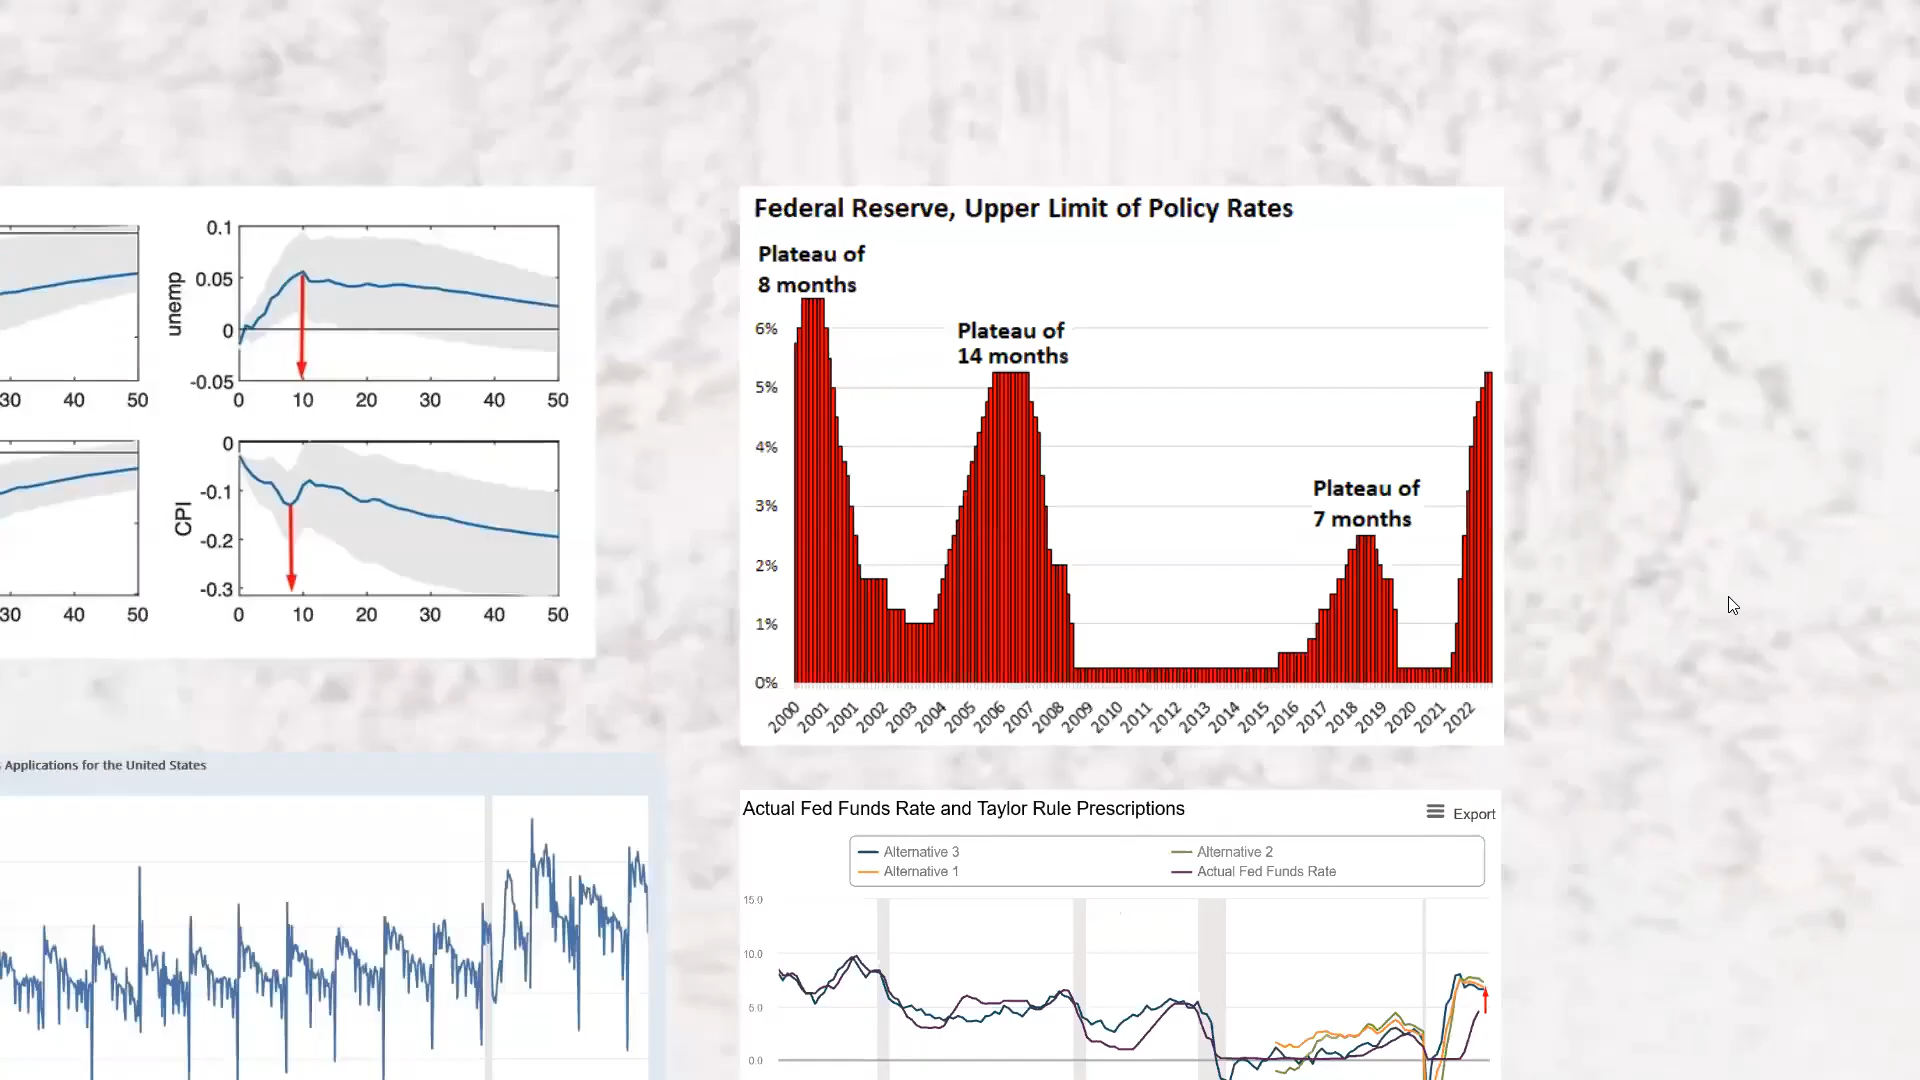 0.1
0.05
0
-0.05
unemp
30 40 50
0 10 20 30 40 50
0
-0.1
-0.2
-0.3
CPI
30 40 50
0 10 20 30 40 50
Federal Reserve, Upper Limit of Policy Rates
Plateau of
8 months
Plateau of
14 months
Plateau of
7 months
6%
5%
4%
3%
2%
1%
0%
2000 2001 2001 2002 2003 2004 2005 2006 2007 2008 2009 2010 2011 2012 2013 2014 2015 2016 2017 2018 2019 2020 2021 2022
Applications for the United States
Actual Fed Funds Rate and Taylor Rule Prescriptions
Export
Alternative 3
Alternative 2
Alternative 1
Actual Fed Funds Rate
15.0
10.0
5.0
0.0